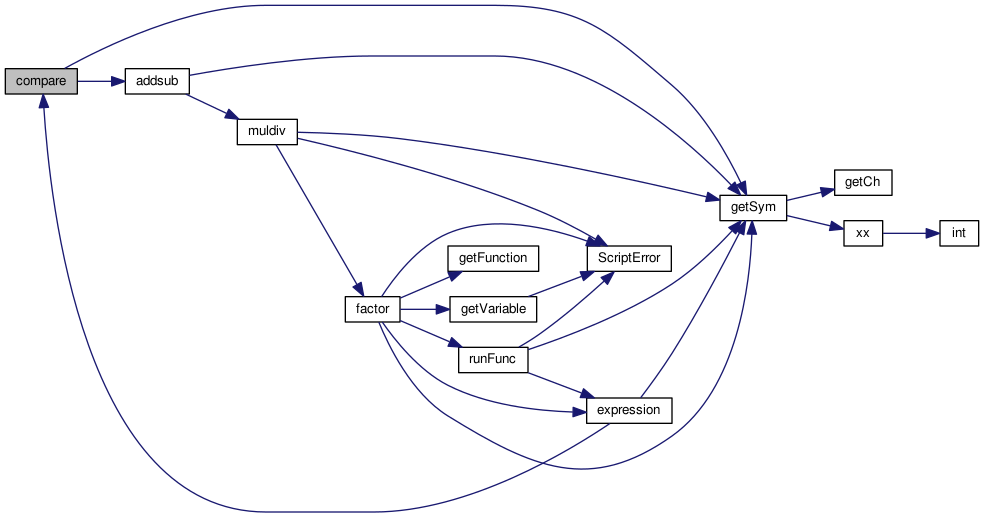 compare
addsub
muldiv
getCh
getSym
xx
int
getFunction
ScriptError
factor
getVariable
runFunc
expression